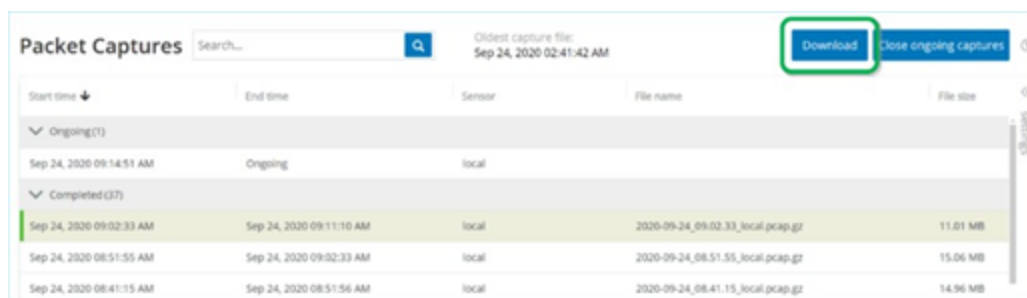 Packet Captures
Search...
Oldest capture file:
Sep 24, 2020 02:41:42 AM
Download
Close ongoing captures
Start time
End time
Sensor
File name
File size
Ongoing (1)
Sep 24, 2020 09:14:51 AM Ongoing local
Completed (37)
Sep 24, 2020 09:02:33 AM Sep 24, 2020 09:11:10 AM local 2020-09-24_09.02.33_local.pcap.gz 11.01 MB
Sep 24, 2020 08:51:55 AM Sep 24, 2020 09:02:33 AM local 2020-09-24_08.51.55_local.pcap.gz 15.06 MB
Sep 24, 2020 08:41:15 AM Sep 24, 2020 08:51:56 AM local 2020-09-24_08.41.15_local.pcap.gz 14.96 MB